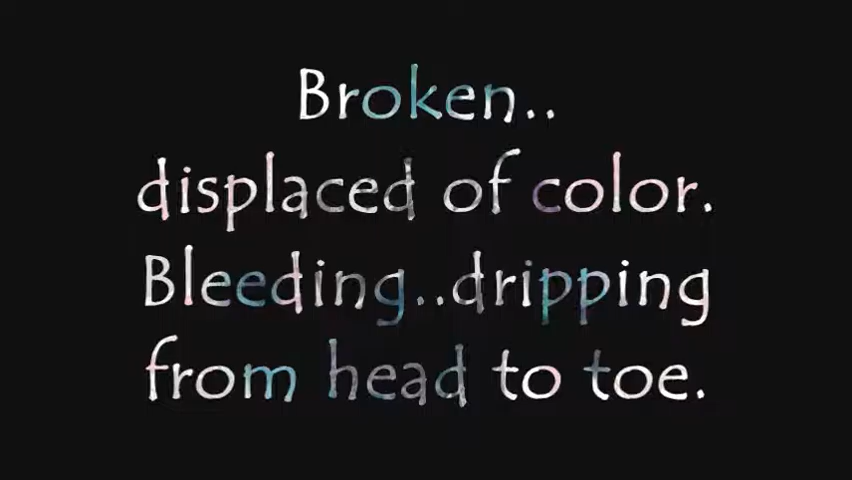 Broken..
displaced of color.
Bleeding..dripping
from head to toe.